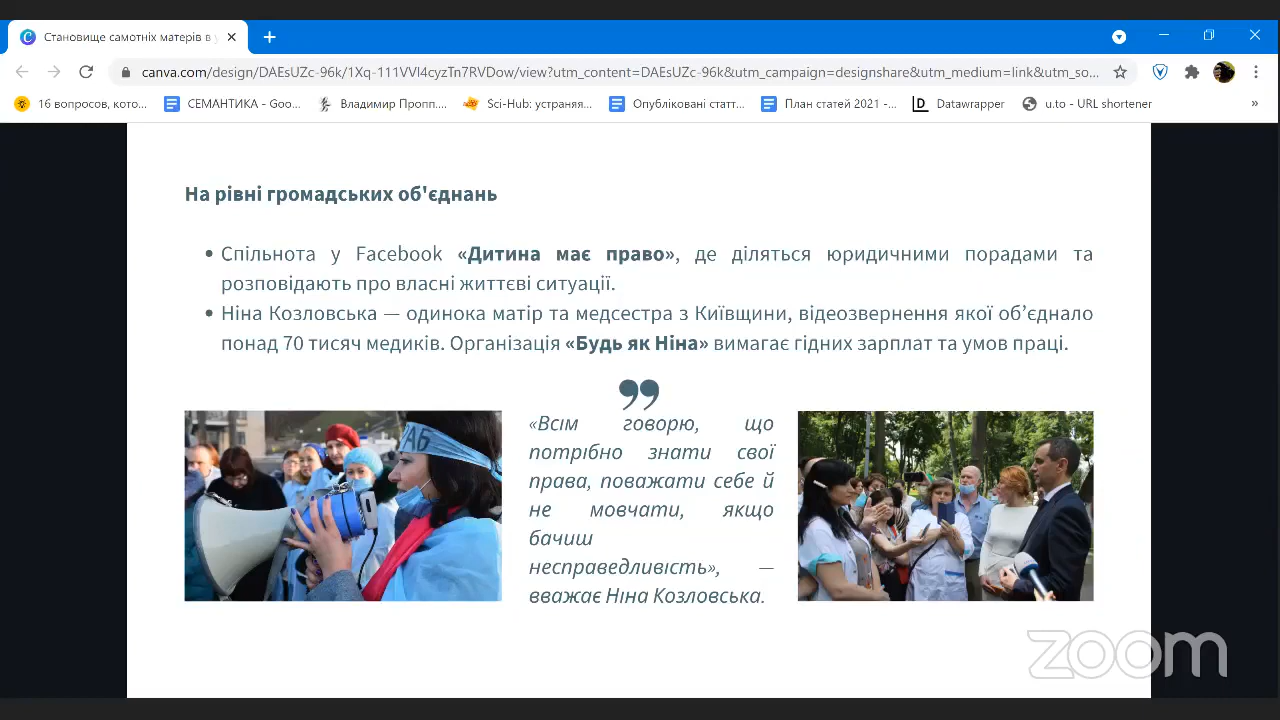 Становище самотніх матерів в у
canva.com/design/DAEsUZc-96k/1Xq-111VVI4cyzTn7RVDow/view?utm_content=DAEsUZc-96k&utm_campaign=designshare&utm_medium=link&utm_so...
16 вопросов, кото... СЕМАНТИКА - Goo... Владимир Пропп.... Sci-Hub: устраняя... Опубліковані статт... План статей 2021 -... D Datawrapper u.to - URL shortener »
На рівні громадських об'єднань
• Спільнота у Facebook «Дитина має право», де діляться юридичними порадами та
розповідають про власні життєві ситуації.
• Ніна Козловська — одинока матір та медсестра з Київщини, відеозвернення якої об’єднало
понад 70 тисяч медиків. Організація «Будь як Ніна» вимагає гідних зарплат та умов праці.
”
«Всім говорю, що
потрібно знати свої
права, поважати себе й
не мовчати, якщо
бачиш
несправедливість», —
вважає Ніна Козловська.
zoom